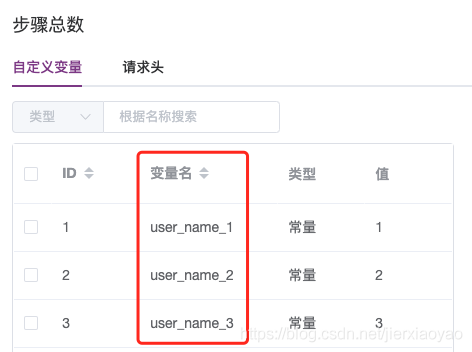 步骤总数
自定义变量 请求头
类型 根据名称搜索
ID 变量名 类型 值
1 user_name_1 常量 1
2 user_name_2 常量 2
3 user_name_3 常量 3
https://blog.csdn.net/jierxiaoyao